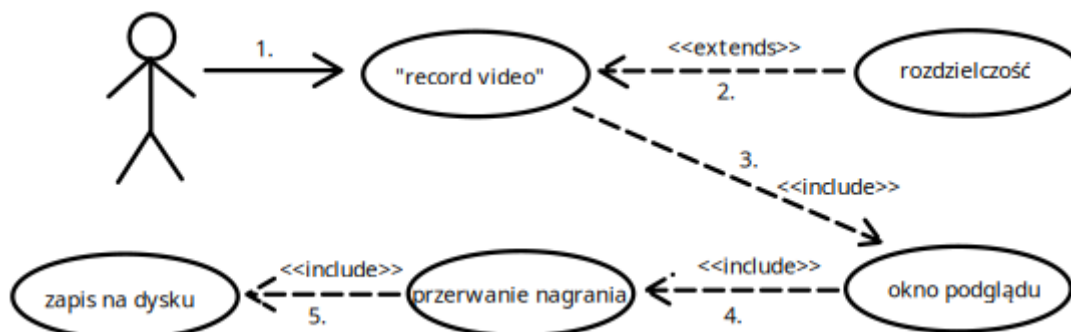 1.
"record video"
<<extends>>
2.
rozdzielczość
3.
<<include>>
zapis na dysku
<<include>>
5.
przerwanie nagrania
<<include>>
4.
okno podglądu